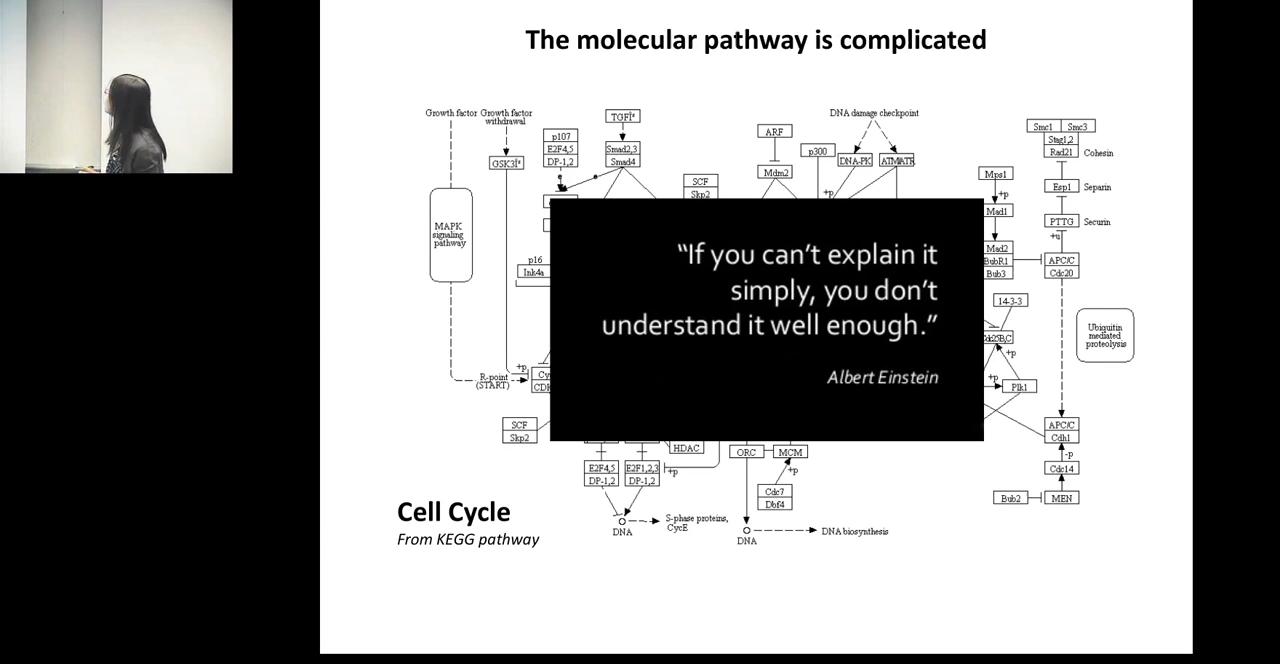 The molecular pathway is complicated
Growth factor
Growth factor
withdrawal
TGFβ
DNA damage checkpoint
p107
E2F4,5
DP-1,2
GSK3β
Smad2,3
Smad4
SCF
Skp2
ARF
Mdm2
p300
DNA-PK
ATM/ATR
+p
Smc1
Smc3
Stag1,2
Rad21
Cohesin
Mps1
+p
Esp1
Separin
Mad1
PTTG
Securin
+u
Mad2
BubR1
Bub3
APC/C
Cdc20
MAPK
signaling
pathway
p16
Ink4a
14-3-3
+p
Plk1
+p
Ubiquitin
mediated
proteolysis
“If you can’t explain it
simply, you don’t
understand it well enough.”
Albert Einstein
R-point
(START)
+p
SCF
Skp2
HDAC
E2F4,5
DP-1,2
E2F1,2,3
DP-1,2
+p
ORC
MCM
+p
Cdc7
Dbf4
APC/C
Cdh1
-p
Cdc14
Bub2
MEN
DNA
S-phase proteins,
CycE
DNA
DNA biosynthesis
Cell Cycle
From KEGG pathway